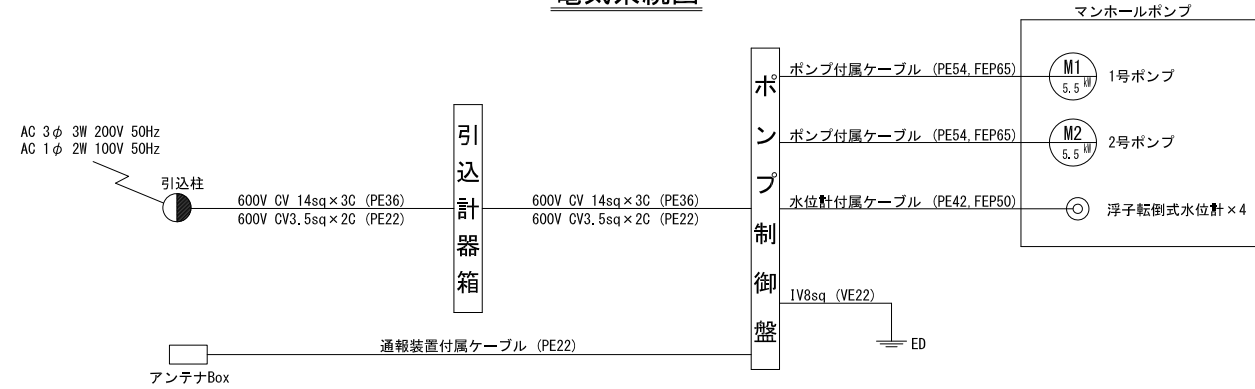 電気系統図
マンホールポンプ
AC 3φ 3W 200V 50Hz
AC 1φ 2W 100V 50Hz
引込柱
600V CV 14sq×3C (PE36)
600V CV3.5sq×2C (PE22)
引込計器箱
600V CV 14sq×3C (PE36)
600V CV3.5sq×2C (PE22)
ポンプ制御盤
ポンプ付属ケーブル (PE54, FEP65)
M1
5.5㎾
1号ポンプ
ポンプ付属ケーブル (PE54, FEP65)
M2
5.5㎾
2号ポンプ
水位計付属ケーブル (PE42, FEP50)
浮子転倒式水位計×4
IV8sq (VE22)
ED
通報装置付属ケーブル (PE22)
アンテナBox